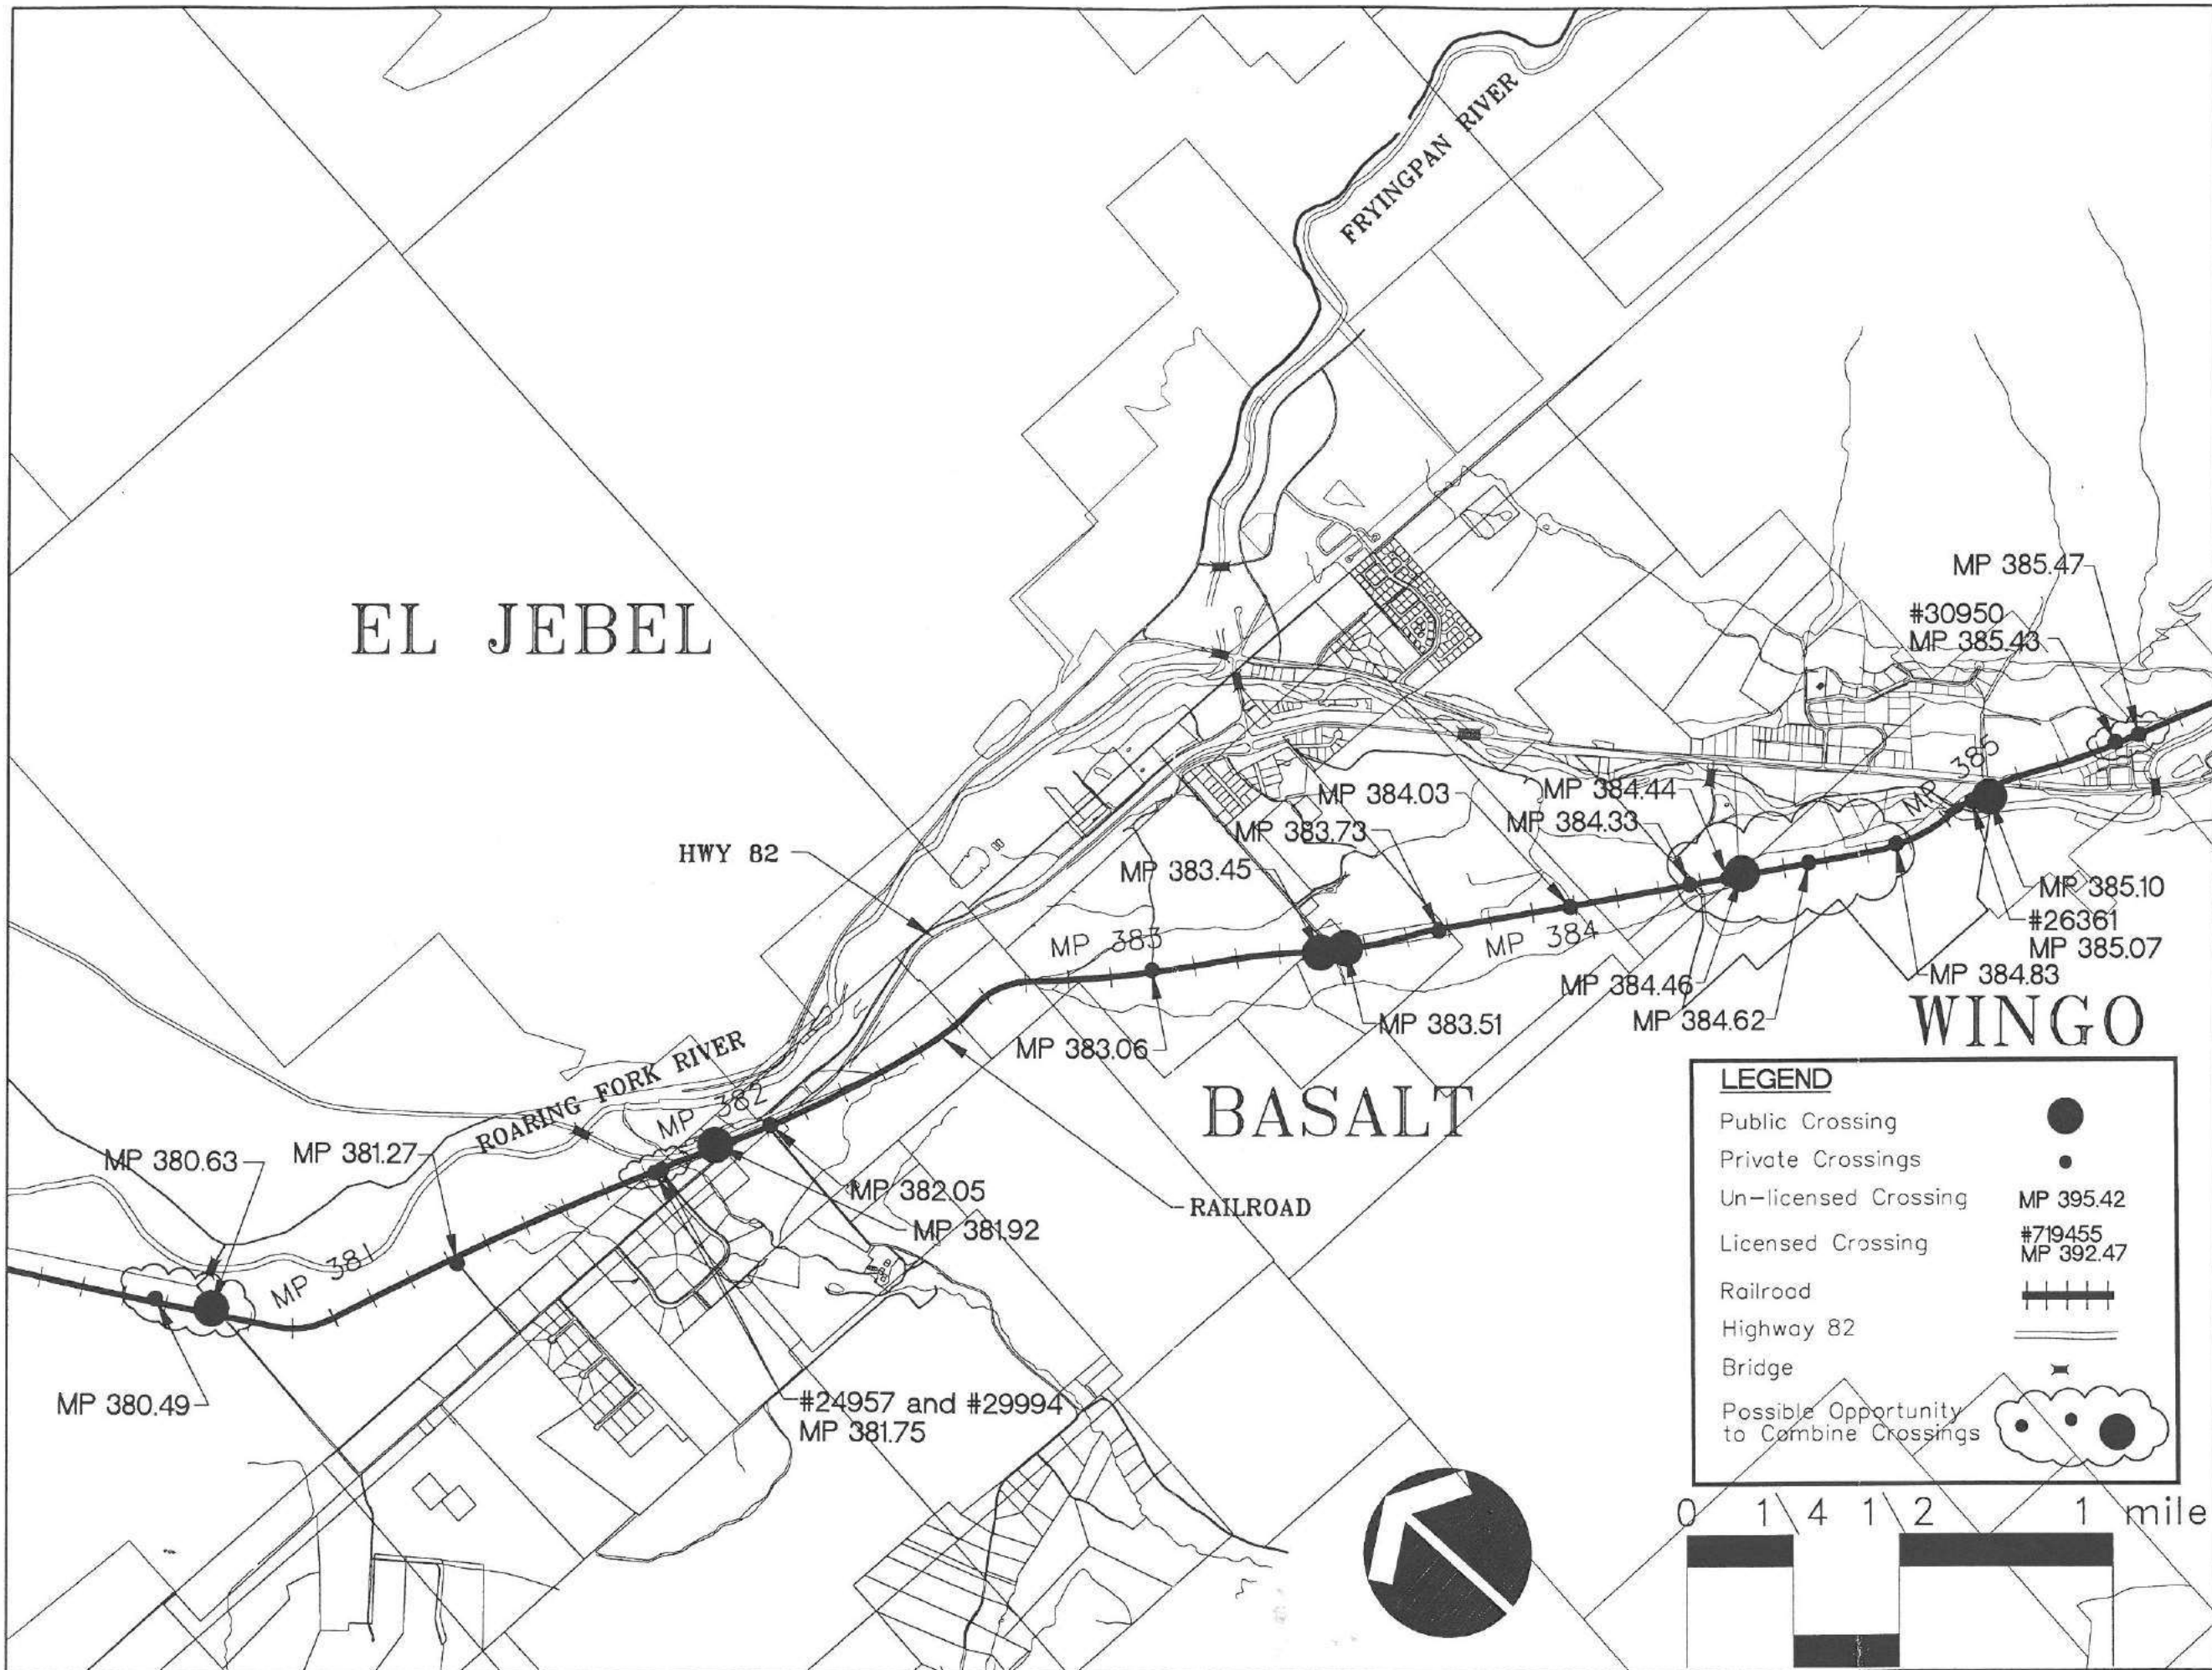 FRYINGPAN RIVER
EL JEBEL
MP 385.47
#30950
MP 385.43
MP 384.03
MP 384.44
MP 383.73
MP 384.33
MP 385
HWY 82
MP 383.45
MP 385.10
#26361
MP 385.07
MP 383
MP 384
MP 384.83
MP 384.46
MP 384.62
MP 383.51
MP 383.06
WINGO
BASALT
ROARING FORK RIVER
MP 382
MP 380.63
MP 381.27
MP 382.05
MP 381.92
RAILROAD
MP 381
MP 380.49
#24957 and #29994
MP 381.75
LEGEND
Public Crossing
Private Crossings
Un-licensed Crossing MP 395.42
Licensed Crossing #719455
MP 392.47
Railroad
Highway 82
Bridge
Possible Opportunity
to Combine Crossings
0 1\4 1\2 1 mile